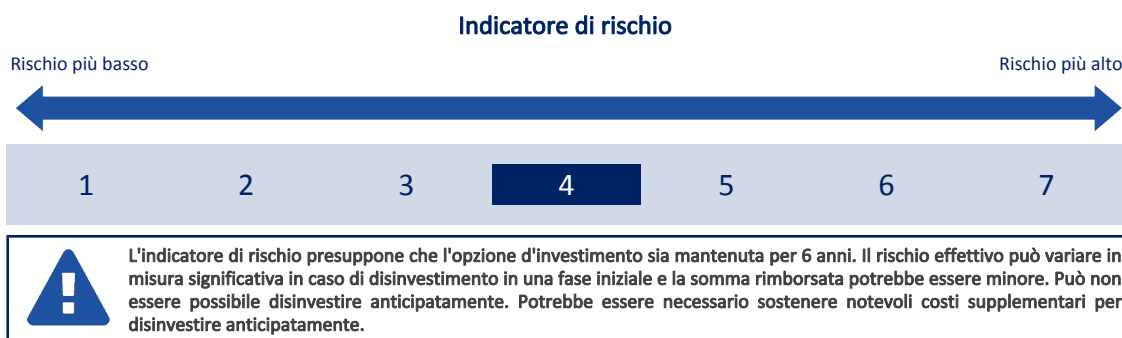 Indicatore di rischio
Rischio più basso
Rischio più alto
1 2 3 4 5 6 7
L'indicatore di rischio presuppone che l'opzione d'investimento sia mantenuta per 6 anni. Il rischio effettivo può variare in
misura significativa in caso di disinvestimento in una fase iniziale e la somma rimborsata potrebbe essere minore. Può non
essere possibile disinvestire anticipatamente. Potrebbe essere necessario sostenere notevoli costi supplementari per
disinvestire anticipatamente.